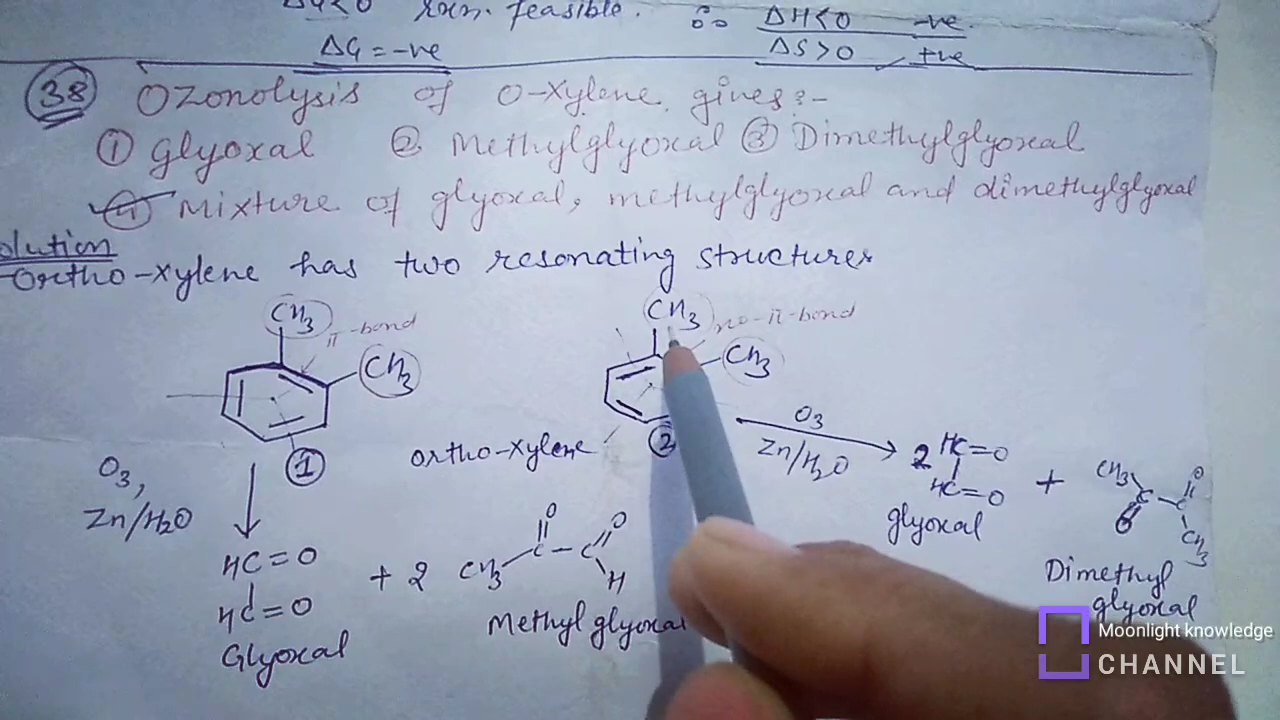 ΔG<0 rxn. feasible. ∴ ΔH<0 -ve
ΔG = -ve ΔS>0 +ve
38 Ozonolysis of O-Xylene gives:-
① Glyoxal ② Methylglyoxal ③ Dimethylglyoxal
④ Mixture of glyoxal, methylglyoxal and dimethylglyoxal
olution
Ortho-xylene has two resonating structures
CH3 π-bond
CH3
CH3 no-π-bond
CH3
①
ortho-xylene
②
O3,
Zn/H2O
O3
Zn/H2O
2 HC=O
HC=O
glyoxal
+
CH3 C C O
O CH3
Dimethyl
glyoxal
HC=O
HC=O
Glyoxal
+ 2 CH3 C C H
O O
Methyl glyoxal
Moonlight knowledge
CHANNEL